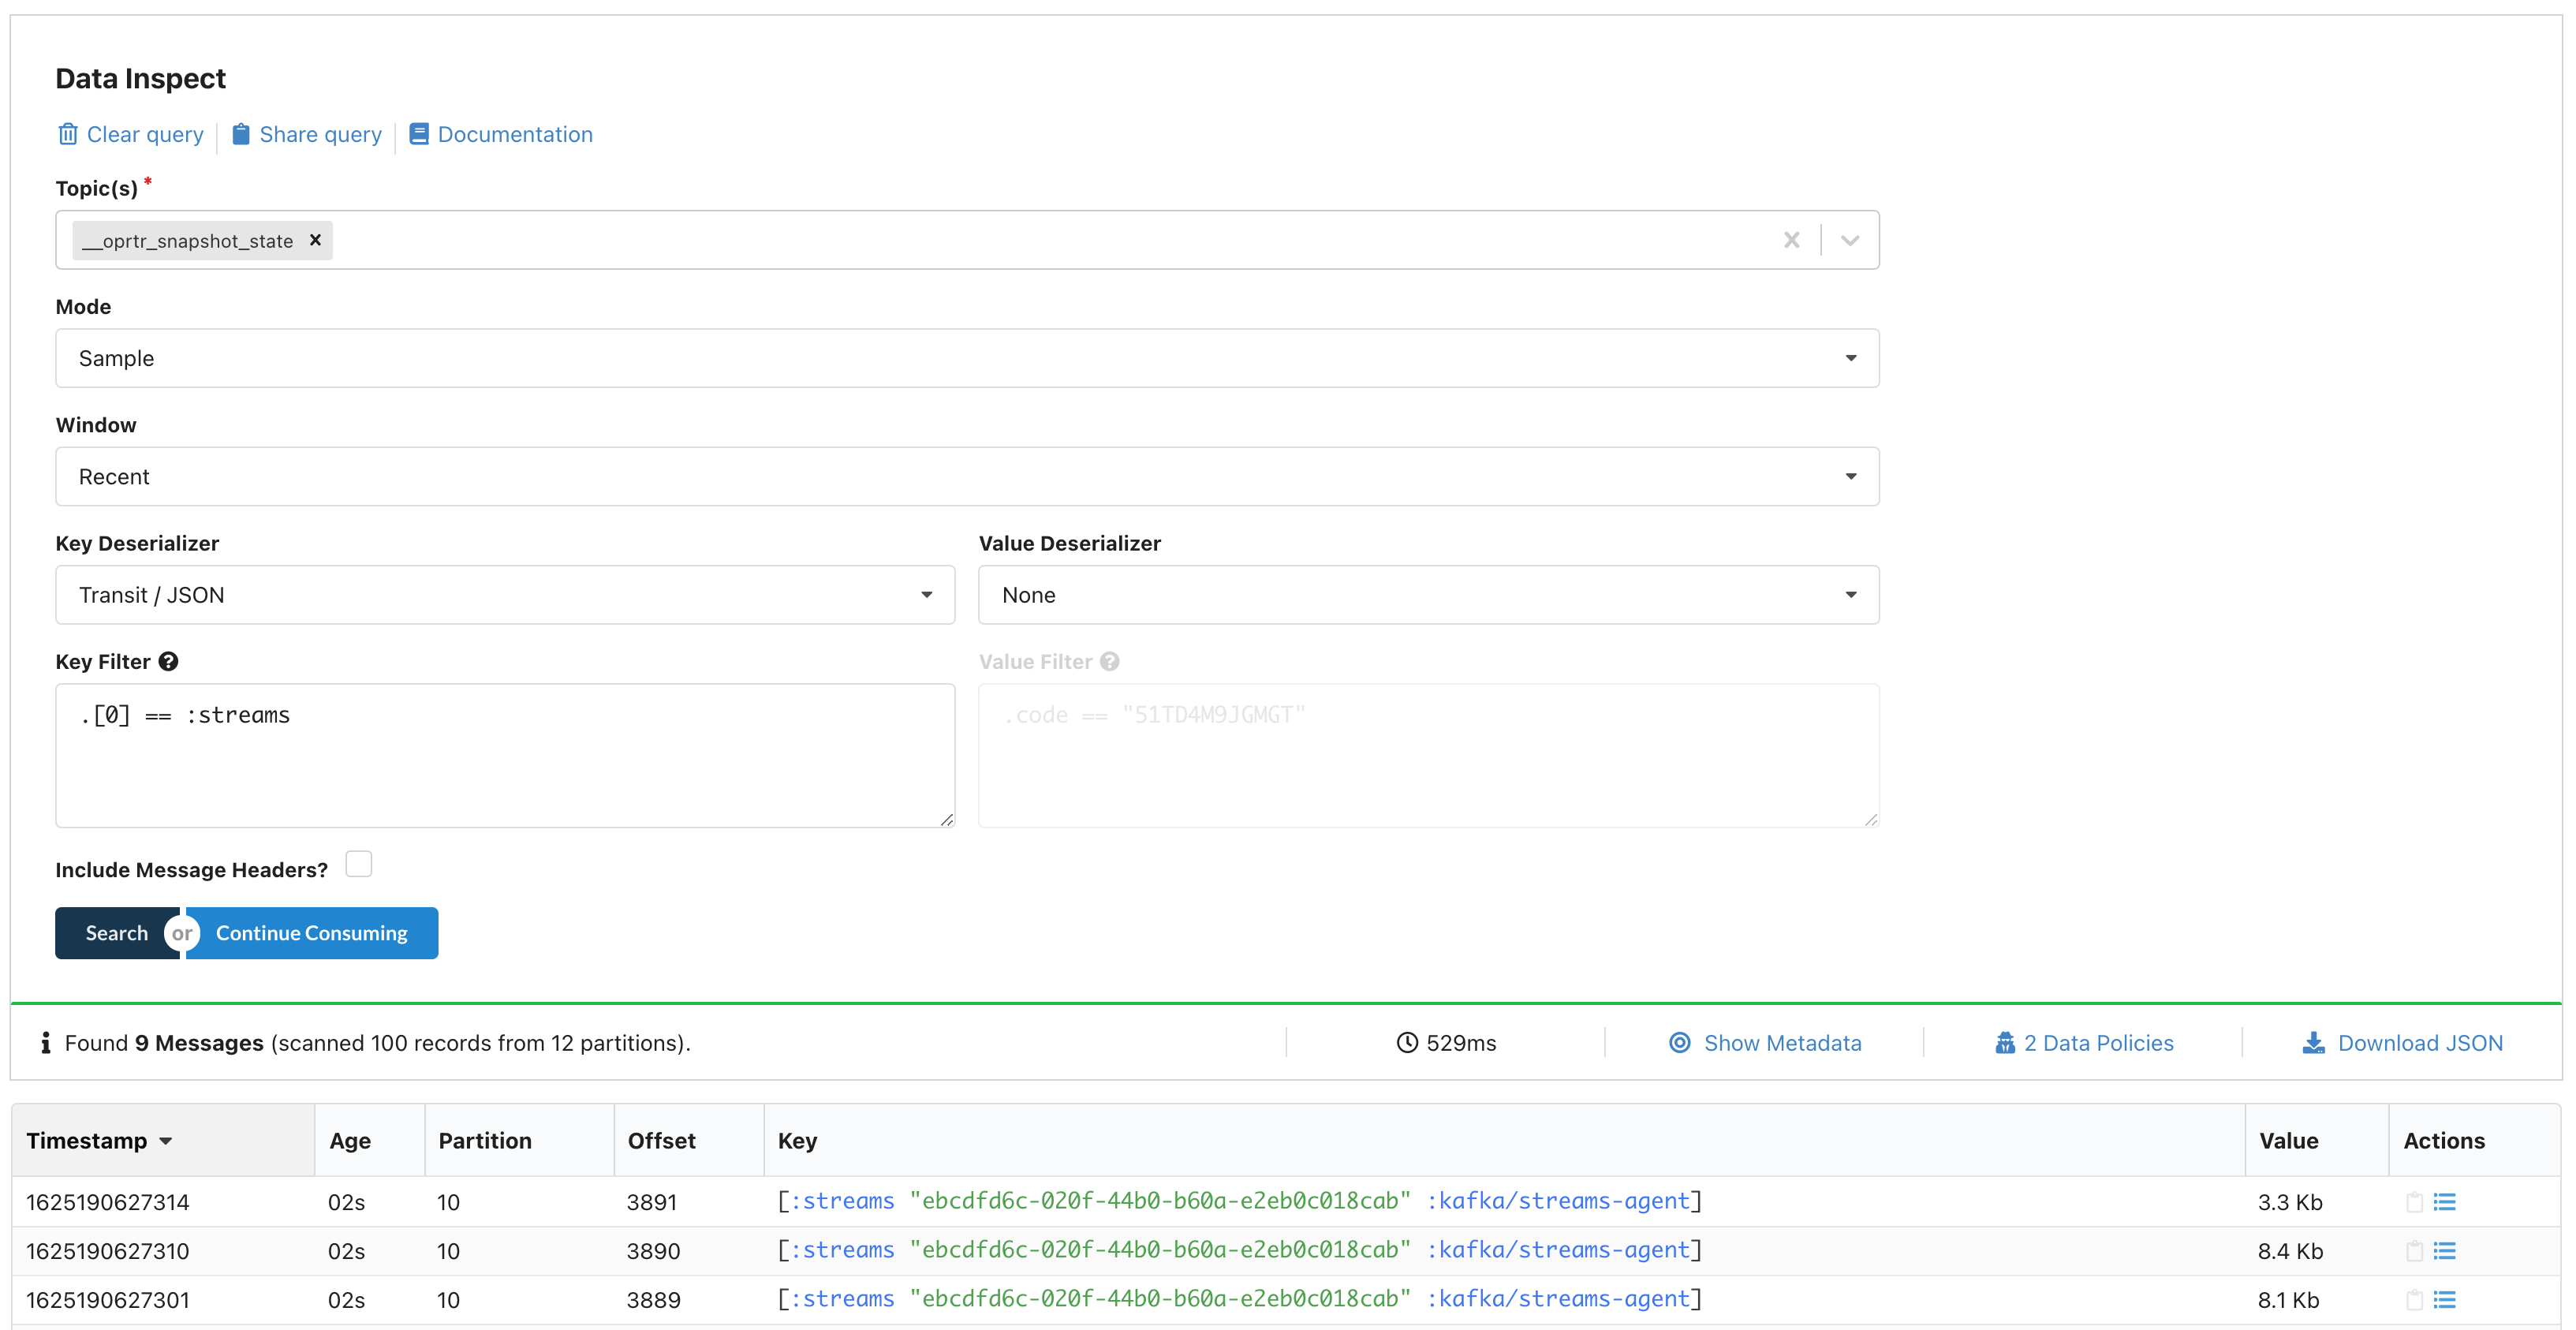 Data Inspect
Clear query Share query Documentation
Topic(s) *
__oprtr_snapshot_state
Mode
Sample
Window
Recent
Key Deserializer Value Deserializer
Transit / JSON None
Key Filter Value Filter
.[0] == :streams .code == "51TD4M9JGMGT"
Include Message Headers?
Search or Continue Consuming
Found 9 Messages (scanned 100 records from 12 partitions). 529ms Show Metadata 2 Data Policies Download JSON
Timestamp Age Partition Offset Key Value Actions
1625190627314 02s 10 3891 [:streams "ebcdfd6c-020f-44b0-b60a-e2eb0c018cab" :kafka/streams-agent] 3.3 Kb
1625190627310 02s 10 3890 [:streams "ebcdfd6c-020f-44b0-b60a-e2eb0c018cab" :kafka/streams-agent] 8.4 Kb
1625190627301 02s 10 3889 [:streams "ebcdfd6c-020f-44b0-b60a-e2eb0c018cab" :kafka/streams-agent] 8.1 Kb